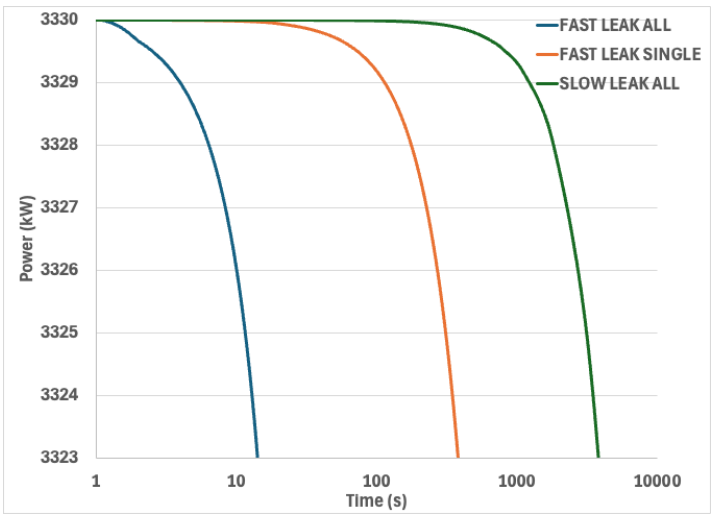 3330
FAST LEAK ALL
FAST LEAK SINGLE
SLOW LEAK ALL
3329
3328
3327
3326
3325
3324
3323
Power (kW)
1 10 100 1000 10000
Time (s)